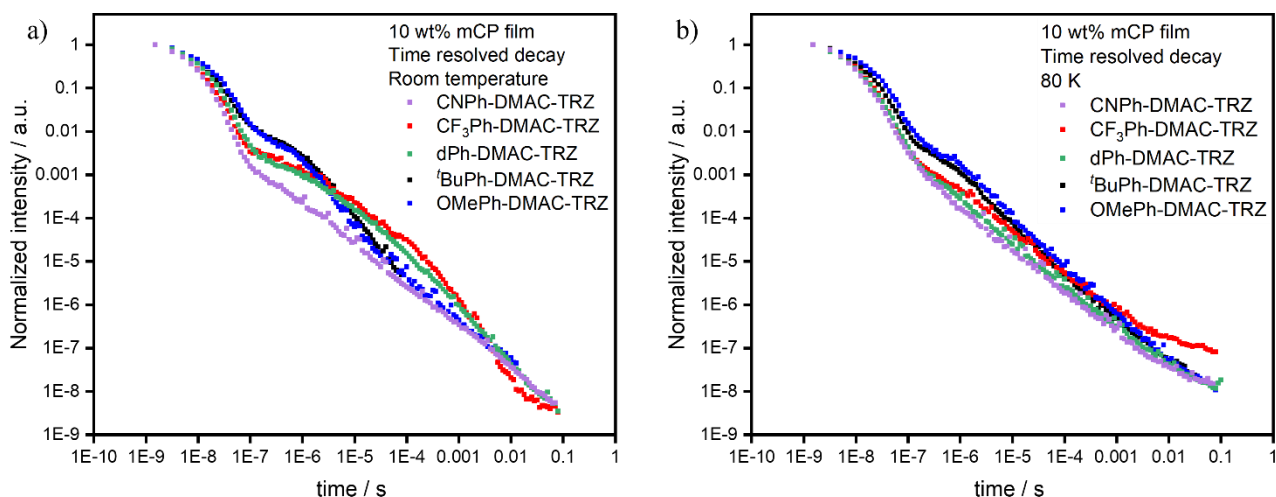 a)
10 wt% mCP film
Time resolved decay
Room temperature
CNPh-DMAC-TRZ
CF₃Ph-DMAC-TRZ
dPh-DMAC-TRZ
ᵗBuPh-DMAC-TRZ
OMePh-DMAC-TRZ
Normalized intensity / a.u.
1
0.1
0.01
0.001
1E-4
1E-5
1E-6
1E-7
1E-8
1E-9
1E-10 1E-9 1E-8 1E-7 1E-6 1E-5 1E-4 0.001 0.01 0.1 1
time / s
b)
10 wt% mCP film
Time resolved decay
80 K
CNPh-DMAC-TRZ
CF₃Ph-DMAC-TRZ
dPh-DMAC-TRZ
ᵗBuPh-DMAC-TRZ
OMePh-DMAC-TRZ
Normalized intensity / a.u.
1
0.1
0.01
0.001
1E-4
1E-5
1E-6
1E-7
1E-8
1E-9
1E-10 1E-9 1E-8 1E-7 1E-6 1E-5 1E-4 0.001 0.01 0.1 1
time / s